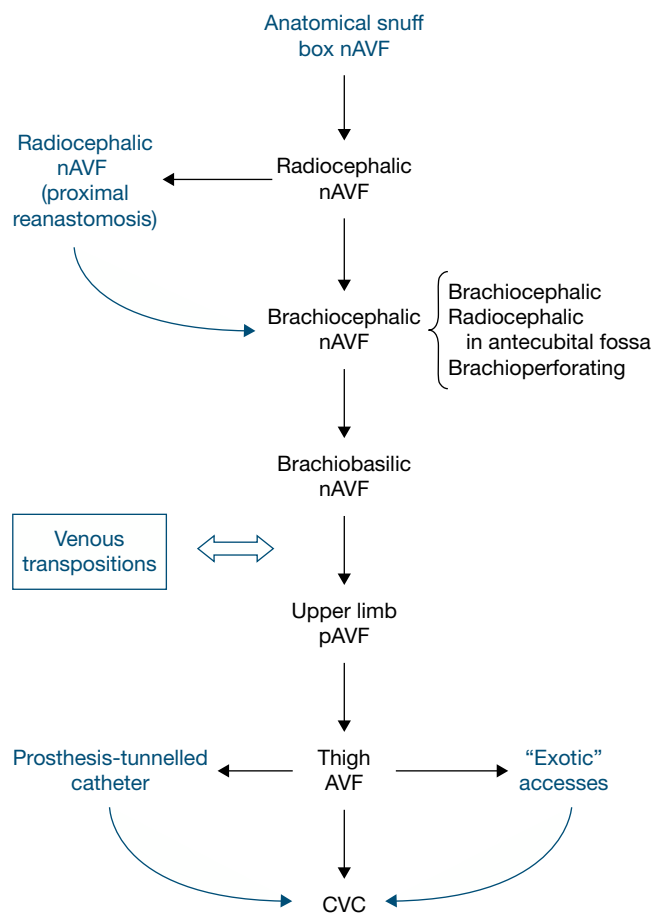 Anatomical snuff
box nAVF
Radiocephalic
nAVF
(proximal
reanastomosis)
Radiocephalic
nAVF
Brachiocephalic
nAVF
Brachiocephalic
Radiocephalic
in antecubital fossa
Brachioperforating
Brachiobasilic
nAVF
Venous
transpositions
Upper limb
pAVF
Prosthesis-tunnelled
catheter
Thigh
AVF
“Exotic”
accesses
CVC